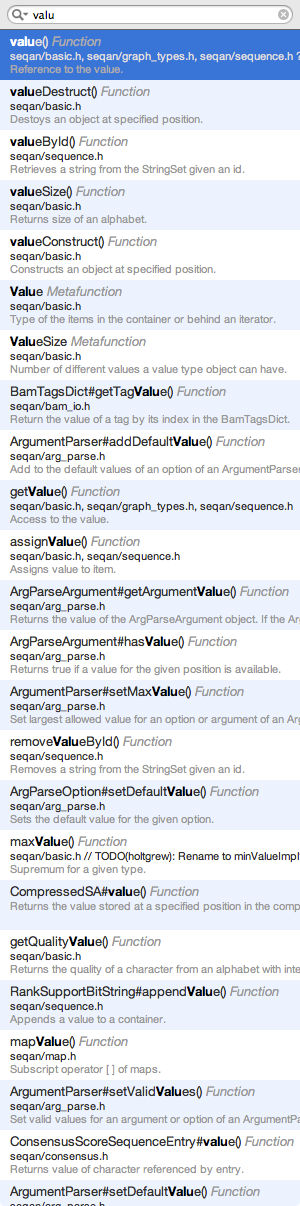 valu
value() Function
seqan/basic.h, seqan/graph_types.h, seqan/sequence.h ?
Reference to the value.
valueDestruct() Function
seqan/basic.h
Destoys an object at specified position.
valueById() Function
seqan/sequence.h
Retrieves a string from the StringSet given an id.
valueSize() Function
seqan/basic.h
Returns size of an alphabet.
valueConstruct() Function
seqan/basic.h
Constructs an object at specified position.
Value Metafunction
seqan/basic.h
Type of the items in the container or behind an iterator.
ValueSize Metafunction
seqan/basic.h
Number of different values a value type object can have.
BamTagsDict#getTagValue() Function
seqan/bam_io.h
Return the value of a tag by its index in the BamTagsDict.
ArgumentParser#addDefaultValue() Function
seqan/arg_parse.h
Add to the default values of an option of an ArgumentParser
getValue() Function
seqan/basic.h, seqan/graph_types.h, seqan/sequence.h
Access to the value.
assignValue() Function
seqan/basic.h, seqan/sequence.h
Assigns value to item.
ArgParseArgument#getArgumentValue() Function
seqan/arg_parse.h
Returns the value of the ArgParseArgument object. If the Ar
ArgParseArgument#hasValue() Function
seqan/arg_parse.h
Returns true if a value for the given position is available.
ArgumentParser#setMaxValue() Function
seqan/arg_parse.h
Set largest allowed value for an option or argument of an Ar
removeValueById() Function
seqan/sequence.h
Removes a string from the StringSet given an id.
ArgParseOption#setDefaultValue() Function
seqan/arg_parse.h
Sets the default value for the given option.
maxValue() Function
seqan/basic.h // TODO(holtgrew): Rename to minValueImpl
Supremum for a given type.
CompressedSA#value() Function
Returns the value stored at a specified position in the comp
getQualityValue() Function
seqan/basic.h
Returns the quality of a character from an alphabet with inte
RankSupportBitString#appendValue() Function
seqan/sequence.h
Appends a value to a container.
mapValue() Function
seqan/map.h
Subscript operator [ ] of maps.
ArgumentParser#setValidValues() Function
seqan/arg_parse.h
Set valid values for an argument or option of an ArgumentPa
ConsensusScoreSequenceEntry#value() Function
seqan/consensus.h
Returns value of character referenced by entry.
ArgumentParser#setDefaultValue() Function
seqan/arg_parse.h